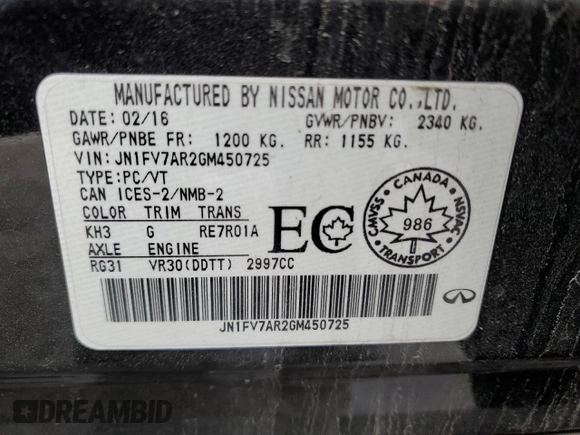 MANUFACTURED BY NISSAN MOTOR CO.,LTD.
DATE: 02/16 GVWR/PNBV: 2340 KG.
GAWR/PNBE FR: 1200 KG. RR: 1155 KG.
VIN: JN1FV7AR2GM450725
TYPE: PC/VT
CAN ICES-2/NMB-2
COLOR TRIM TRANS
KH3 G RE7R01A
AXLE ENGINE
RG31 VR30(DDTT) 2997CC
EC
CANADA
CMVSS NSVAC
986
TRANSPORT
JN1FV7AR2GM450725
DREAMBID